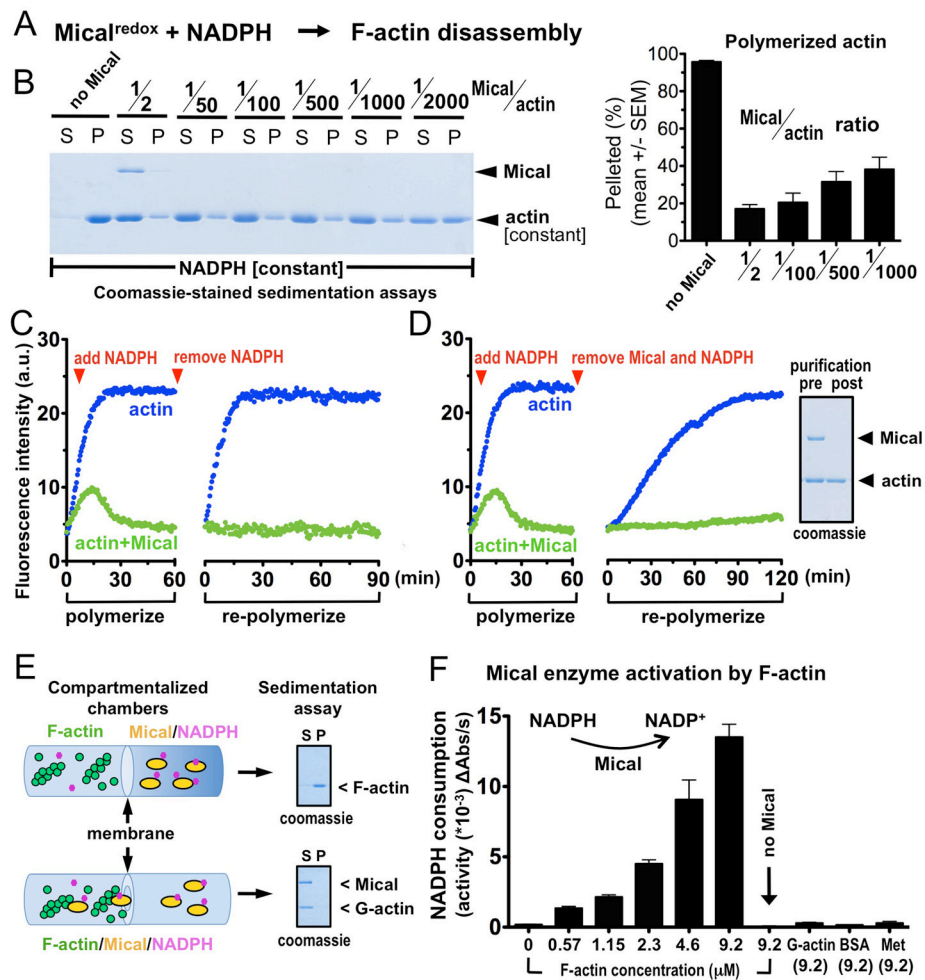 A
Mical^redox + NADPH → F-actin disassembly
B
no Mical 1/2 1/50 1/100 1/500 1/1000 1/2000 Mical/actin
S P S P S P S P S P S P S P
Mical
actin
[constant]
NADPH [constant]
Coomassie-stained sedimentation assays
Polymerized actin
Pelleted (%)
(mean +/- SEM)
100
80
60
40
20
0
Mical/actin ratio
no Mical 1/2 1/100 1/500 1/1000
C
Fluorescence intensity (a.u.)
30
20
10
0
add NADPH
remove NADPH
actin
actin+Mical
0 30 60 0 30 60 90 (min)
polymerize
re-polymerize
D
30
20
10
0
add NADPH
remove Mical and NADPH
actin
actin+Mical
0 30 60 0 30 60 90 120 (min)
polymerize
re-polymerize
purification
pre post
Mical
actin
coomassie
E
Compartmentalized
chambers
Sedimentation
assay
F-actin Mical/NADPH
S P
< F-actin
coomassie
membrane
S P
< Mical
< G-actin
coomassie
F-actin/Mical/NADPH
F
Mical enzyme activation by F-actin
NADPH consumption
(activity (*10-3) ΔAbs/s)
15
10
5
0
NADPH NADP+
Mical
no Mical
0 0.57 1.15 2.3 4.6 9.2 9.2 G-actin BSA Met
(9.2) (9.2) (9.2)
F-actin concentration (μM)